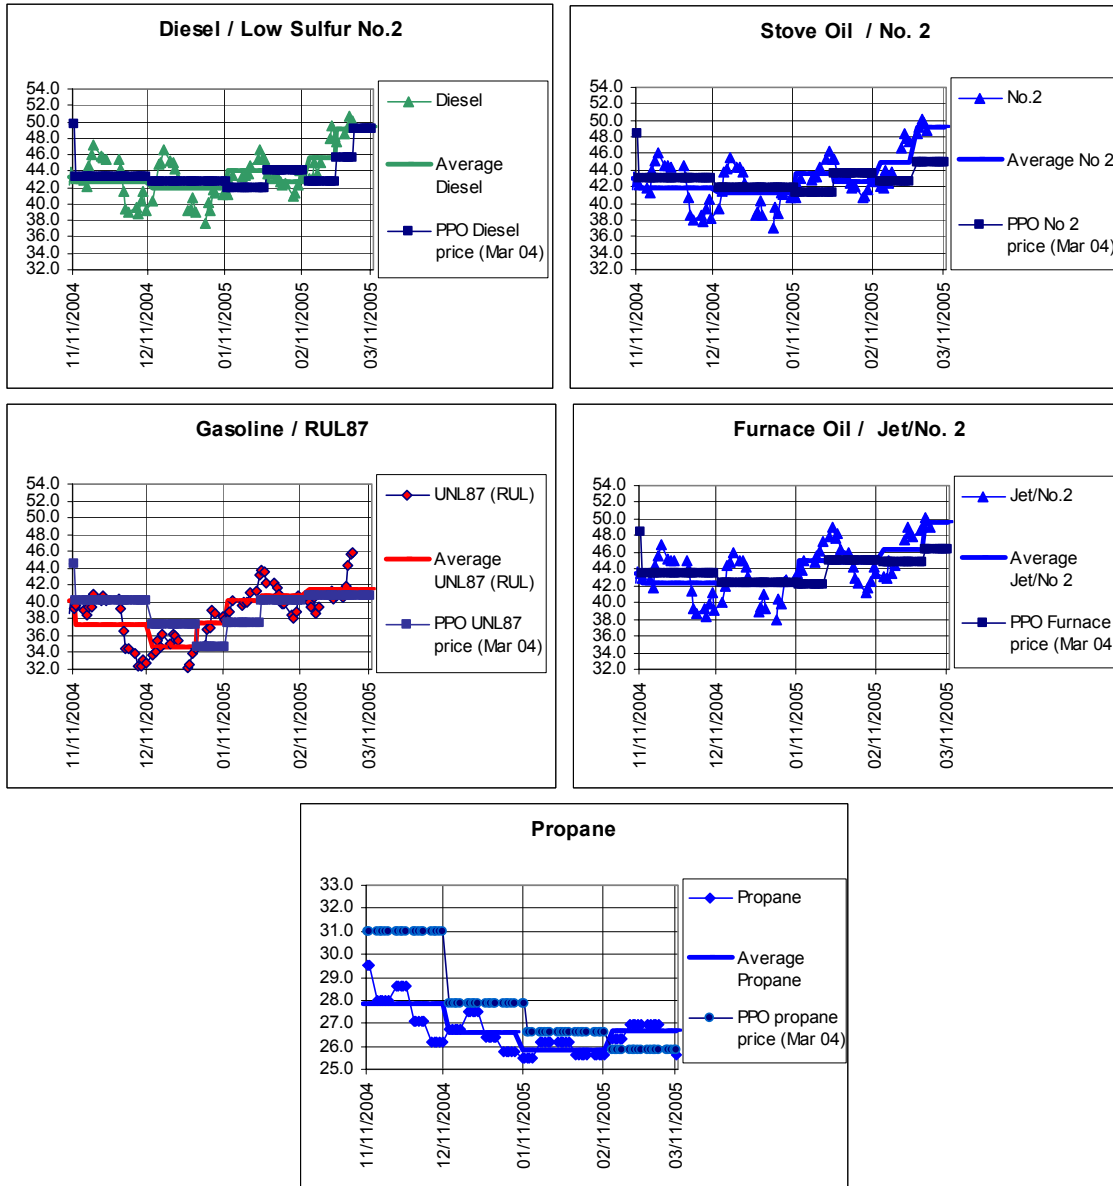 Diesel / Low Sulfur No.2
54.0
52.0
50.0
48.0
46.0
44.0
42.0
40.0
38.0
36.0
34.0
32.0
11/11/2004
12/11/2004
01/11/2005
02/11/2005
03/11/2005
Diesel
Average
Diesel
PPO Diesel
price (Mar 04)
Stove Oil / No. 2
54.0
52.0
50.0
48.0
46.0
44.0
42.0
40.0
38.0
36.0
34.0
32.0
11/11/2004
12/11/2004
01/11/2005
02/11/2005
03/11/2005
No.2
Average No 2
PPO No 2
price (Mar 04)
Gasoline / RUL87
54.0
52.0
50.0
48.0
46.0
44.0
42.0
40.0
38.0
36.0
34.0
32.0
11/11/2004
12/11/2004
01/11/2005
02/11/2005
03/11/2005
UNL87 (RUL)
Average
UNL87 (RUL)
PPO UNL87
price (Mar 04)
Furnace Oil / Jet/No. 2
54.0
52.0
50.0
48.0
46.0
44.0
42.0
40.0
38.0
36.0
34.0
32.0
11/11/2004
12/11/2004
01/11/2005
02/11/2005
03/11/2005
Jet/No.2
Average
Jet/No 2
PPO Furnace
price (Mar 04
Propane
33.0
32.0
31.0
30.0
29.0
28.0
27.0
26.0
25.0
11/11/2004
12/11/2004
01/11/2005
02/11/2005
03/11/2005
Propane
Average
Propane
PPO propane
price (Mar 04)